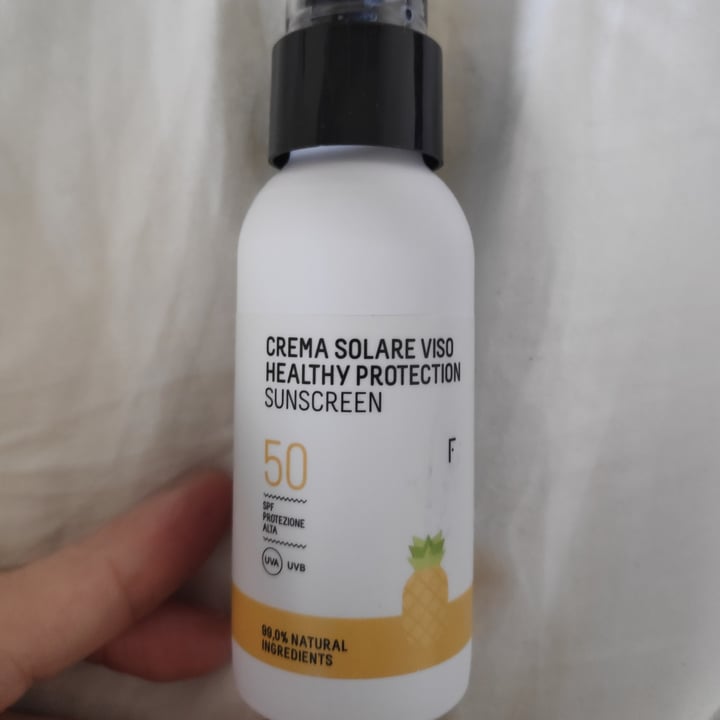 CREMA SOLARE VISO
HEALTHY PROTECTION
SUNSCREEN
50
F
SPF
PROTEZIONE
ALTA
UVA UVB
99,0% NATURAL
INGREDIENTS